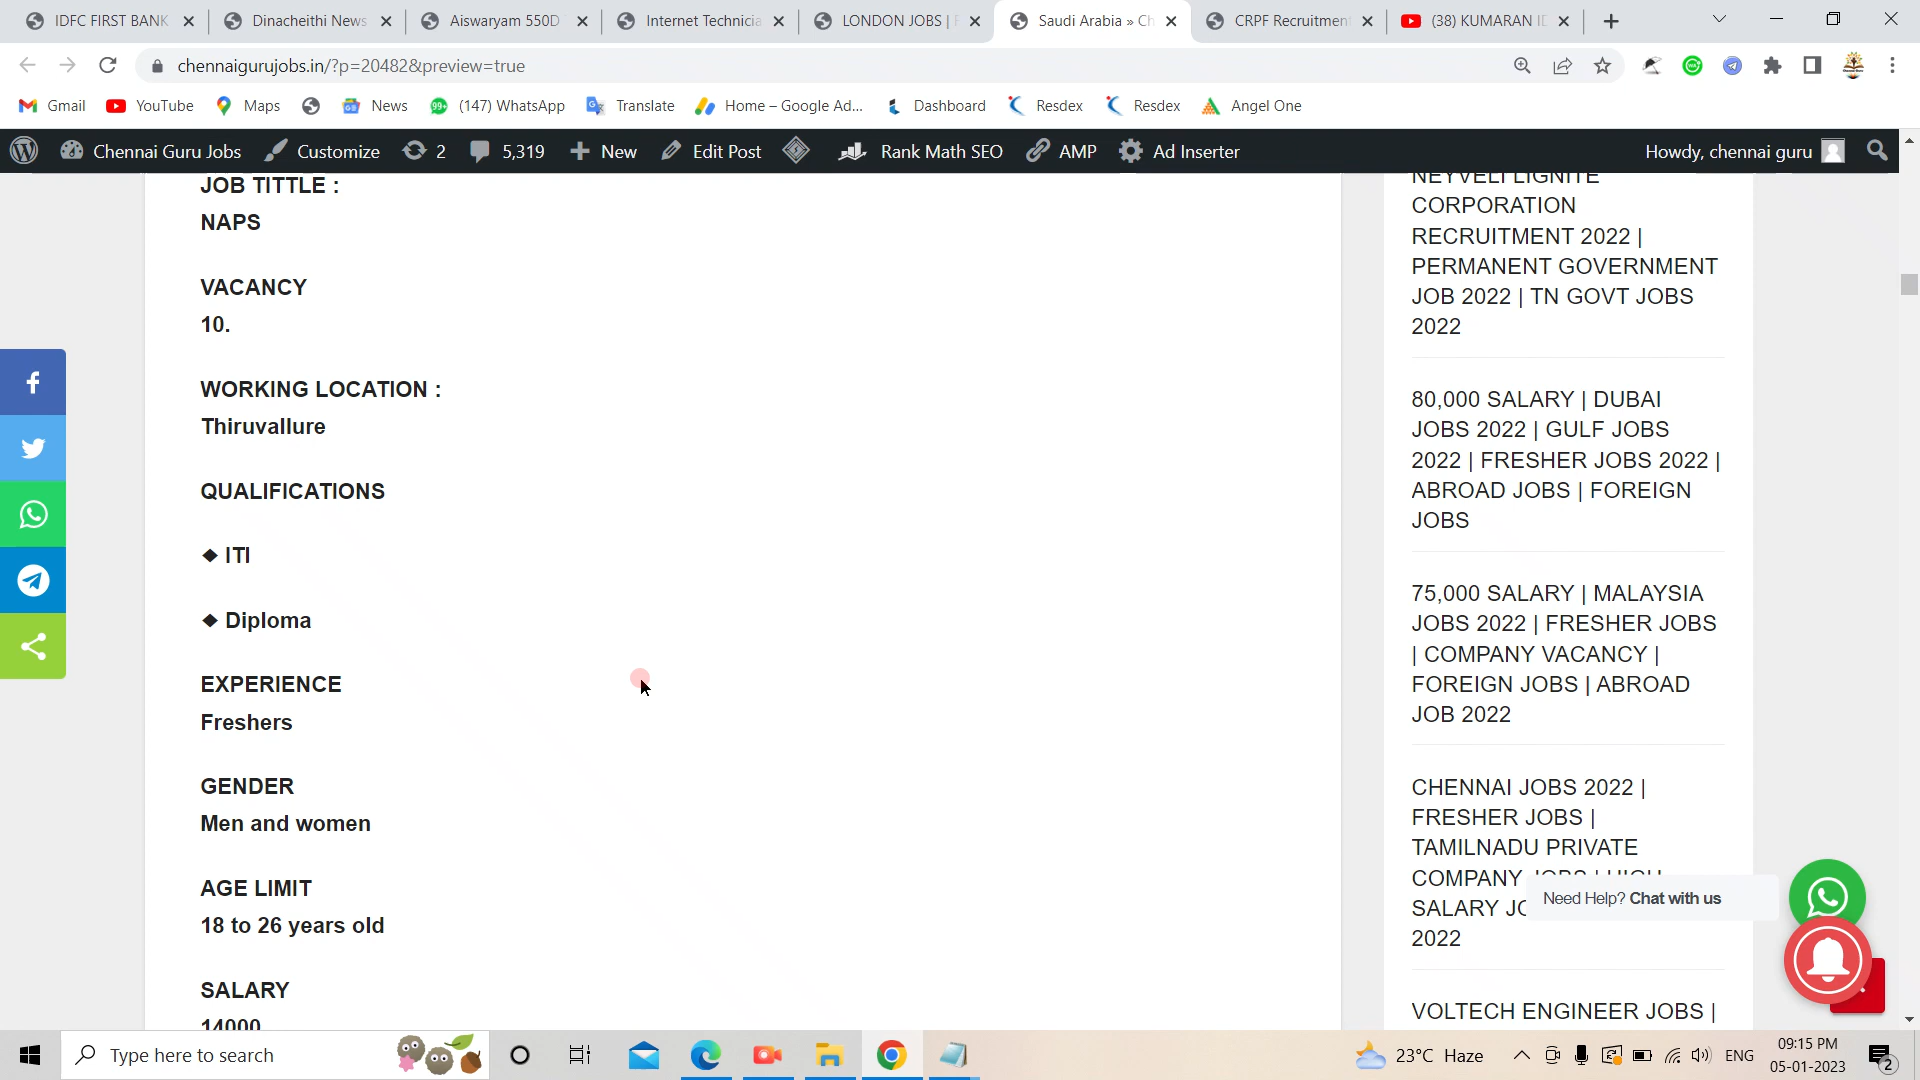 IDFC FIRST BANK
Dinacheithi News
Aiswaryam 550D
Internet Technicia
LONDON JOBS | F
Saudi Arabia » Ch
CRPF Recruitment
(38) KUMARAN IE
chennaigurujobs.in/?p=20482&preview=true
Gmail
YouTube
Maps
News
(147) WhatsApp
Translate
Home – Google Ad...
Dashboard
Resdex
Resdex
Angel One
Chennai Guru Jobs
Customize
2
5,319
New
Edit Post
Rank Math SEO
AMP
Ad Inserter
Howdy, chennai guru
JOB TITTLE :
NAPS
VACANCY
10.
WORKING LOCATION :
Thiruvallure
QUALIFICATIONS
◆ ITI
◆ Diploma
EXPERIENCE
Freshers
GENDER
Men and women
AGE LIMIT
18 to 26 years old
SALARY
14000
NEYVELI LIGNITE
CORPORATION
RECRUITMENT 2022 |
PERMANENT GOVERNMENT
JOB 2022 | TN GOVT JOBS
2022
80,000 SALARY | DUBAI
JOBS 2022 | GULF JOBS
2022 | FRESHER JOBS 2022 |
ABROAD JOBS | FOREIGN
JOBS
75,000 SALARY | MALAYSIA
JOBS 2022 | FRESHER JOBS
| COMPANY VACANCY |
FOREIGN JOBS | ABROAD
JOB 2022
CHENNAI JOBS 2022 |
FRESHER JOBS |
TAMILNADU PRIVATE
COMPANY JOBS | HIGH
SALARY JO
2022
Need Help? Chat with us
VOLTECH ENGINEER JOBS |
Type here to search
23°C Haze
ENG
09:15 PM
05-01-2023
2